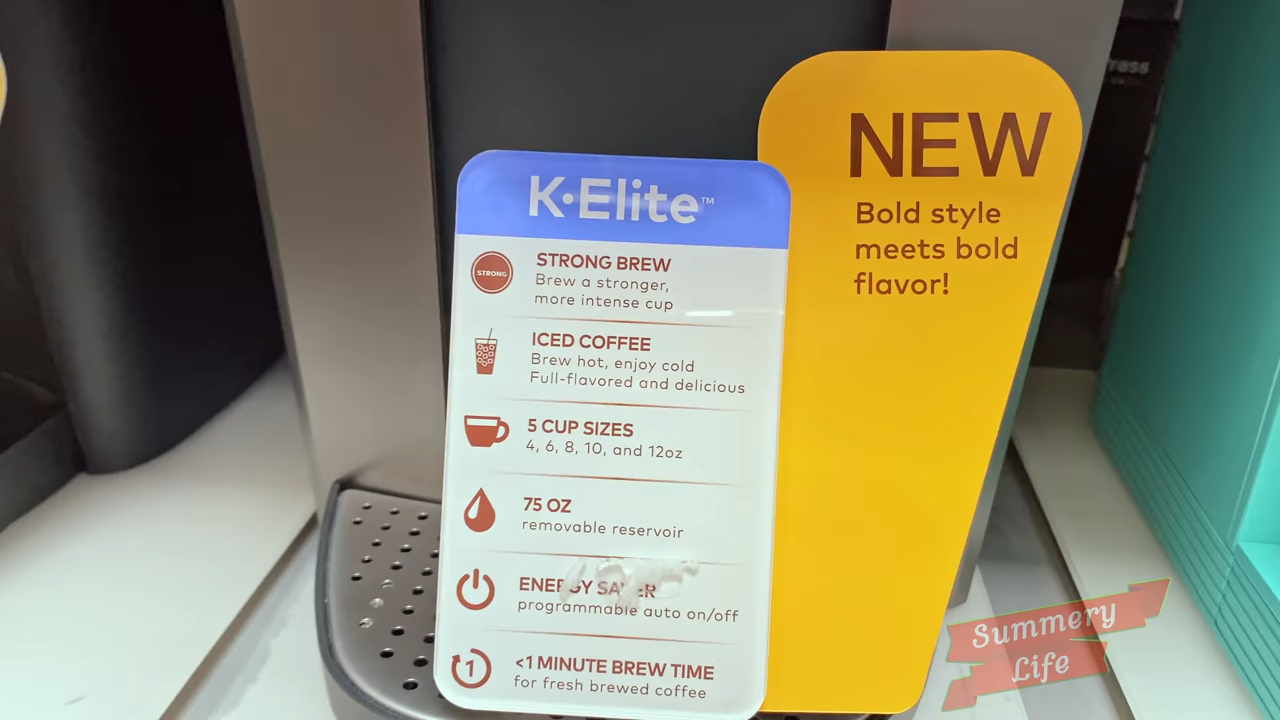 K•Elite™
STRONG
STRONG BREW
Brew a stronger,
more intense cup
ICED COFFEE
Brew hot, enjoy cold
Full-flavored and delicious
5 CUP SIZES
4, 6, 8, 10, and 12oz
75 OZ
removable reservoir
ENERGY SAVER
programmable auto on/off
1
<1 MINUTE BREW TIME
for fresh brewed coffee
NEW
Bold style
meets bold
flavor!
Summery
Life